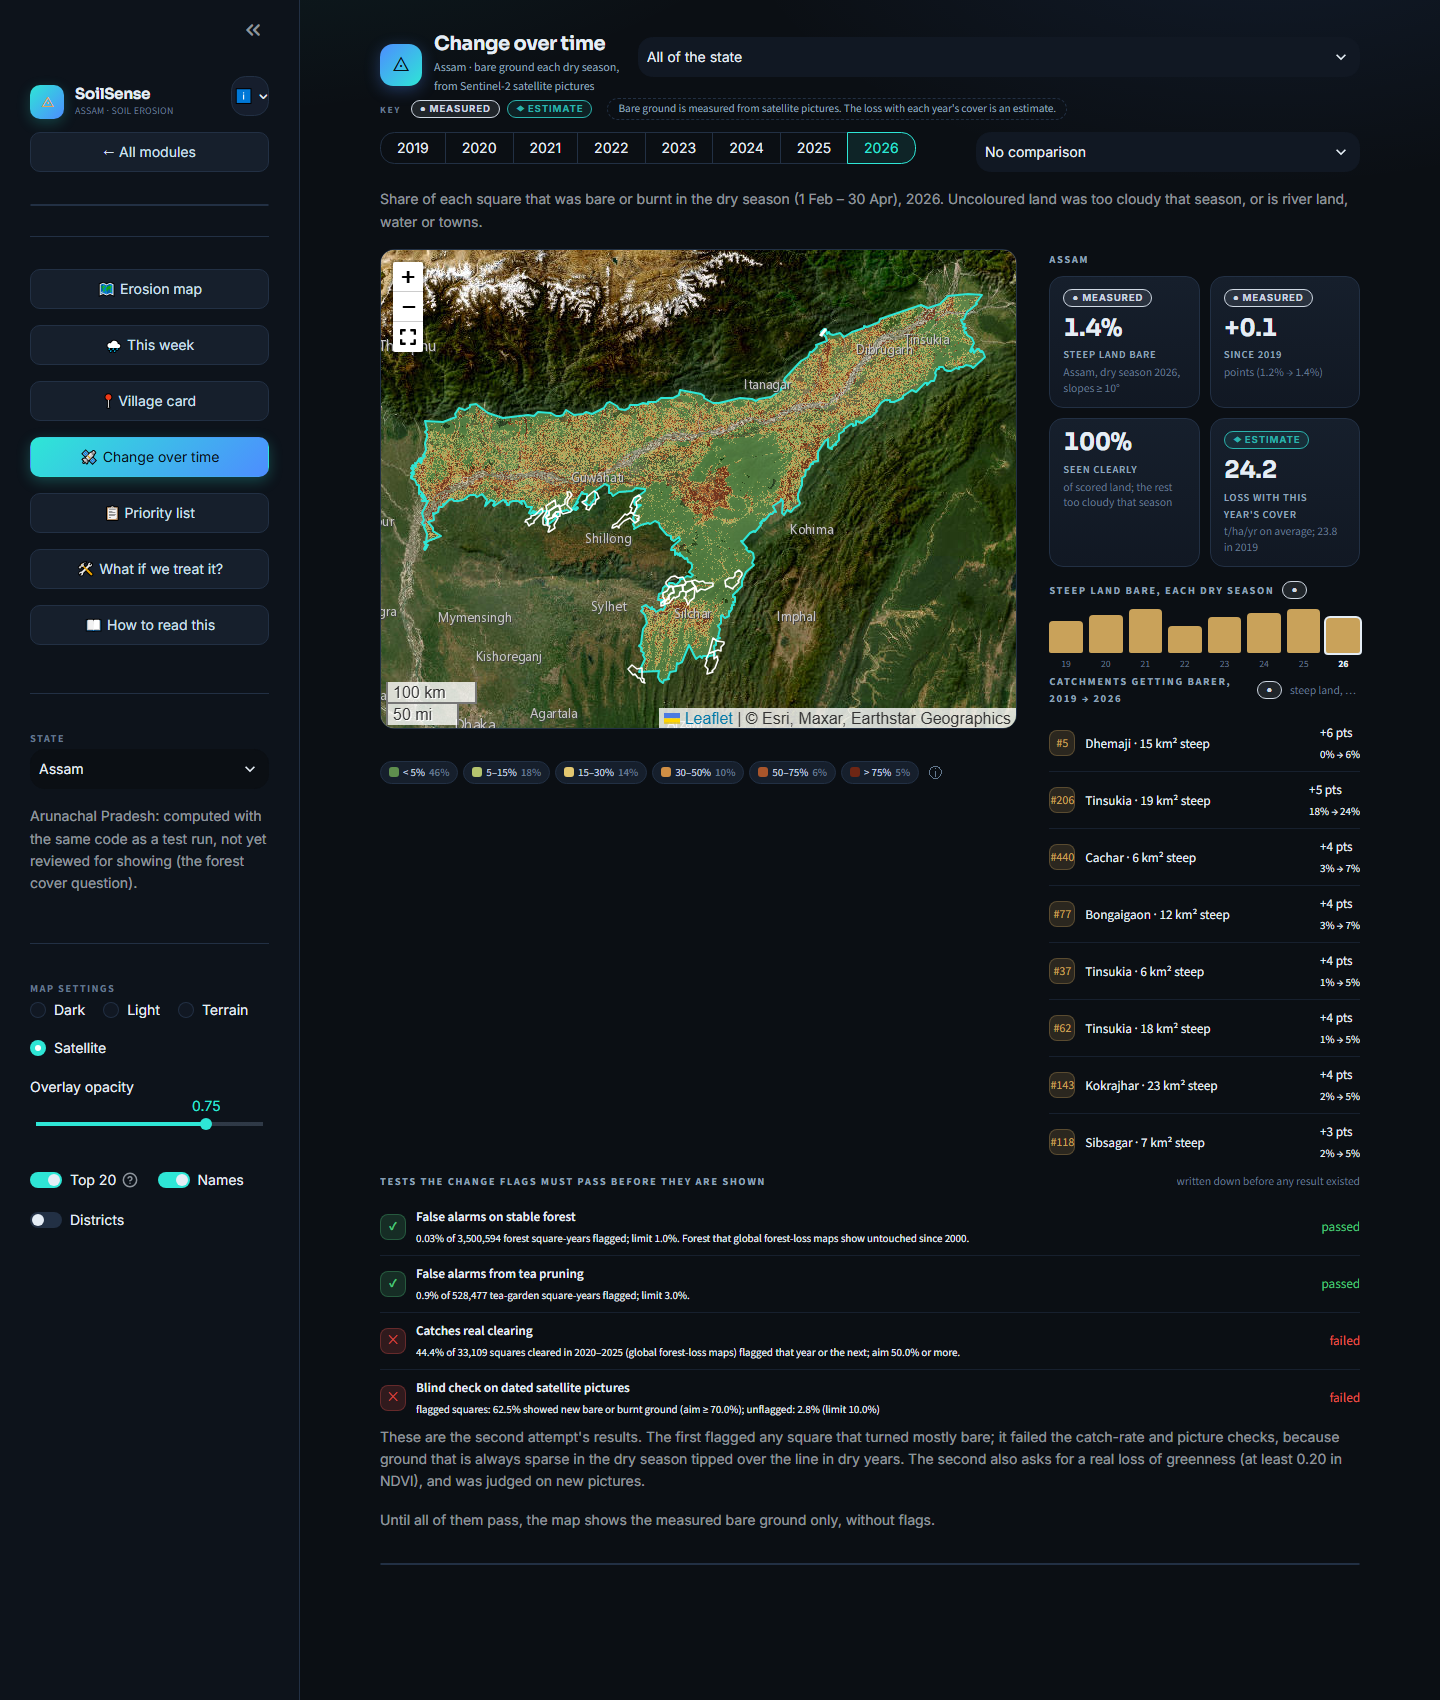 SoilSense
ASSAM · SOIL EROSION
← All modules
Erosion map
This week
Village card
Change over time
Priority list
What if we treat it?
How to read this
STATE
Assam
Arunachal Pradesh: computed with
the same code as a test run, not yet
reviewed for showing (the forest
cover question).
MAP SETTINGS
Dark
Light
Terrain
Satellite
Overlay opacity
0.75
Top 20
Names
Districts
Change over time
Assam · bare ground each dry season,
from Sentinel-2 satellite pictures
All of the state
KEY
● MEASURED
◆ ESTIMATE
Bare ground is measured from satellite pictures. The loss with each year's cover is an estimate.
2019 2020 2021 2022 2023 2024 2025 2026
No comparison
Share of each square that was bare or burnt in the dry season (1 Feb – 30 Apr), 2026. Uncoloured land was too cloudy that season, or is river land,
water or towns.
+
−
Itanagar
Dibrugarh
Tinsukia
Guwahati
Shillong
Kohima
Sylhet
Silchar
Imphal
Mymensingh
Kishoreganj
Agartala
Dhaka
100 km
50 mi
Leaflet | © Esri, Maxar, Earthstar Geographics
< 5% 46%
5–15% 18%
15–30% 14%
30–50% 10%
50–75% 6%
> 75% 5%
ASSAM
● MEASURED
1.4%
STEEP LAND BARE
Assam, dry season 2026,
slopes ≥ 10°
● MEASURED
+0.1
SINCE 2019
points (1.2% → 1.4%)
100%
SEEN CLEARLY
of scored land; the rest
too cloudy that season
◆ ESTIMATE
24.2
LOSS WITH THIS
YEAR'S COVER
t/ha/yr on average; 23.8
in 2019
STEEP LAND BARE, EACH DRY SEASON
19 20 21 22 23 24 25 26
CATCHMENTS GETTING BARER,
2019 → 2026
steep land, …
#5 Dhemaji · 15 km² steep +6 pts
0% → 6%
#206 Tinsukia · 19 km² steep +5 pts
18% → 24%
#440 Cachar · 6 km² steep +4 pts
3% → 7%
#77 Bongaigaon · 12 km² steep +4 pts
3% → 7%
#37 Tinsukia · 6 km² steep +4 pts
1% → 5%
#62 Tinsukia · 18 km² steep +4 pts
1% → 5%
#143 Kokrajhar · 23 km² steep +4 pts
2% → 5%
#118 Sibsagar · 7 km² steep +3 pts
2% → 5%
TESTS THE CHANGE FLAGS MUST PASS BEFORE THEY ARE SHOWN
written down before any result existed
False alarms on stable forest
0.03% of 3,500,594 forest square-years flagged; limit 1.0%. Forest that global forest-loss maps show untouched since 2000.
passed
False alarms from tea pruning
0.9% of 528,477 tea-garden square-years flagged; limit 3.0%.
passed
Catches real clearing
44.4% of 33,109 squares cleared in 2020–2025 (global forest-loss maps) flagged that year or the next; aim 50.0% or more.
failed
Blind check on dated satellite pictures
flagged squares: 62.5% showed new bare or burnt ground (aim ≥ 70.0%); unflagged: 2.8% (limit 10.0%)
failed
These are the second attempt's results. The first flagged any square that turned mostly bare; it failed the catch-rate and picture checks, because
ground that is always sparse in the dry season tipped over the line in dry years. The second also asks for a real loss of greenness (at least 0.20 in
NDVI), and was judged on new pictures.
Until all of them pass, the map shows the measured bare ground only, without flags.